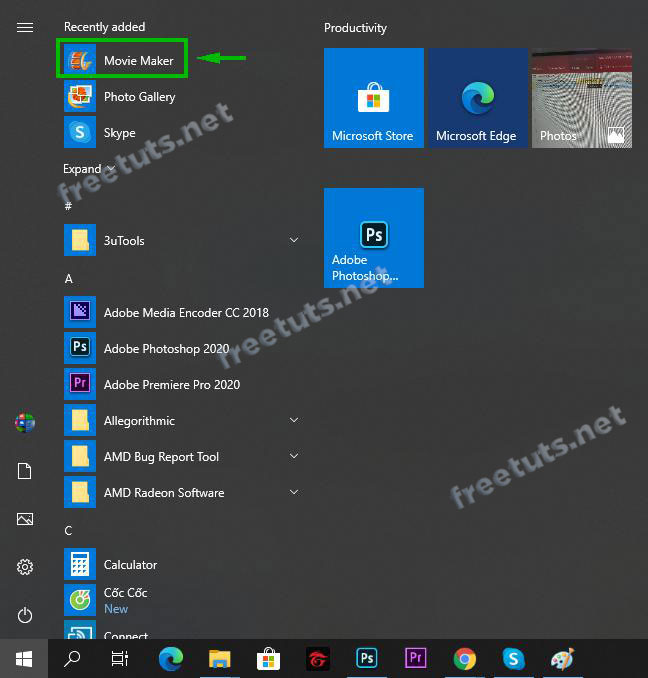 Recently added
Movie Maker
Photo Gallery
Skype
Expand
#
3uTools
A
Adobe Media Encoder CC 2018
Adobe Photoshop 2020
Adobe Premiere Pro 2020
Allegorithmic
AMD Bug Report Tool
AMD Radeon Software
C
Calculator
Cốc Cốc
New
Connect
Productivity
Microsoft Store
Microsoft Edge
Photos
Adobe
Photoshop...
Ps
Ps
Pr
Ps
Pr
freetuts.net
freetuts.net
freetuts.net